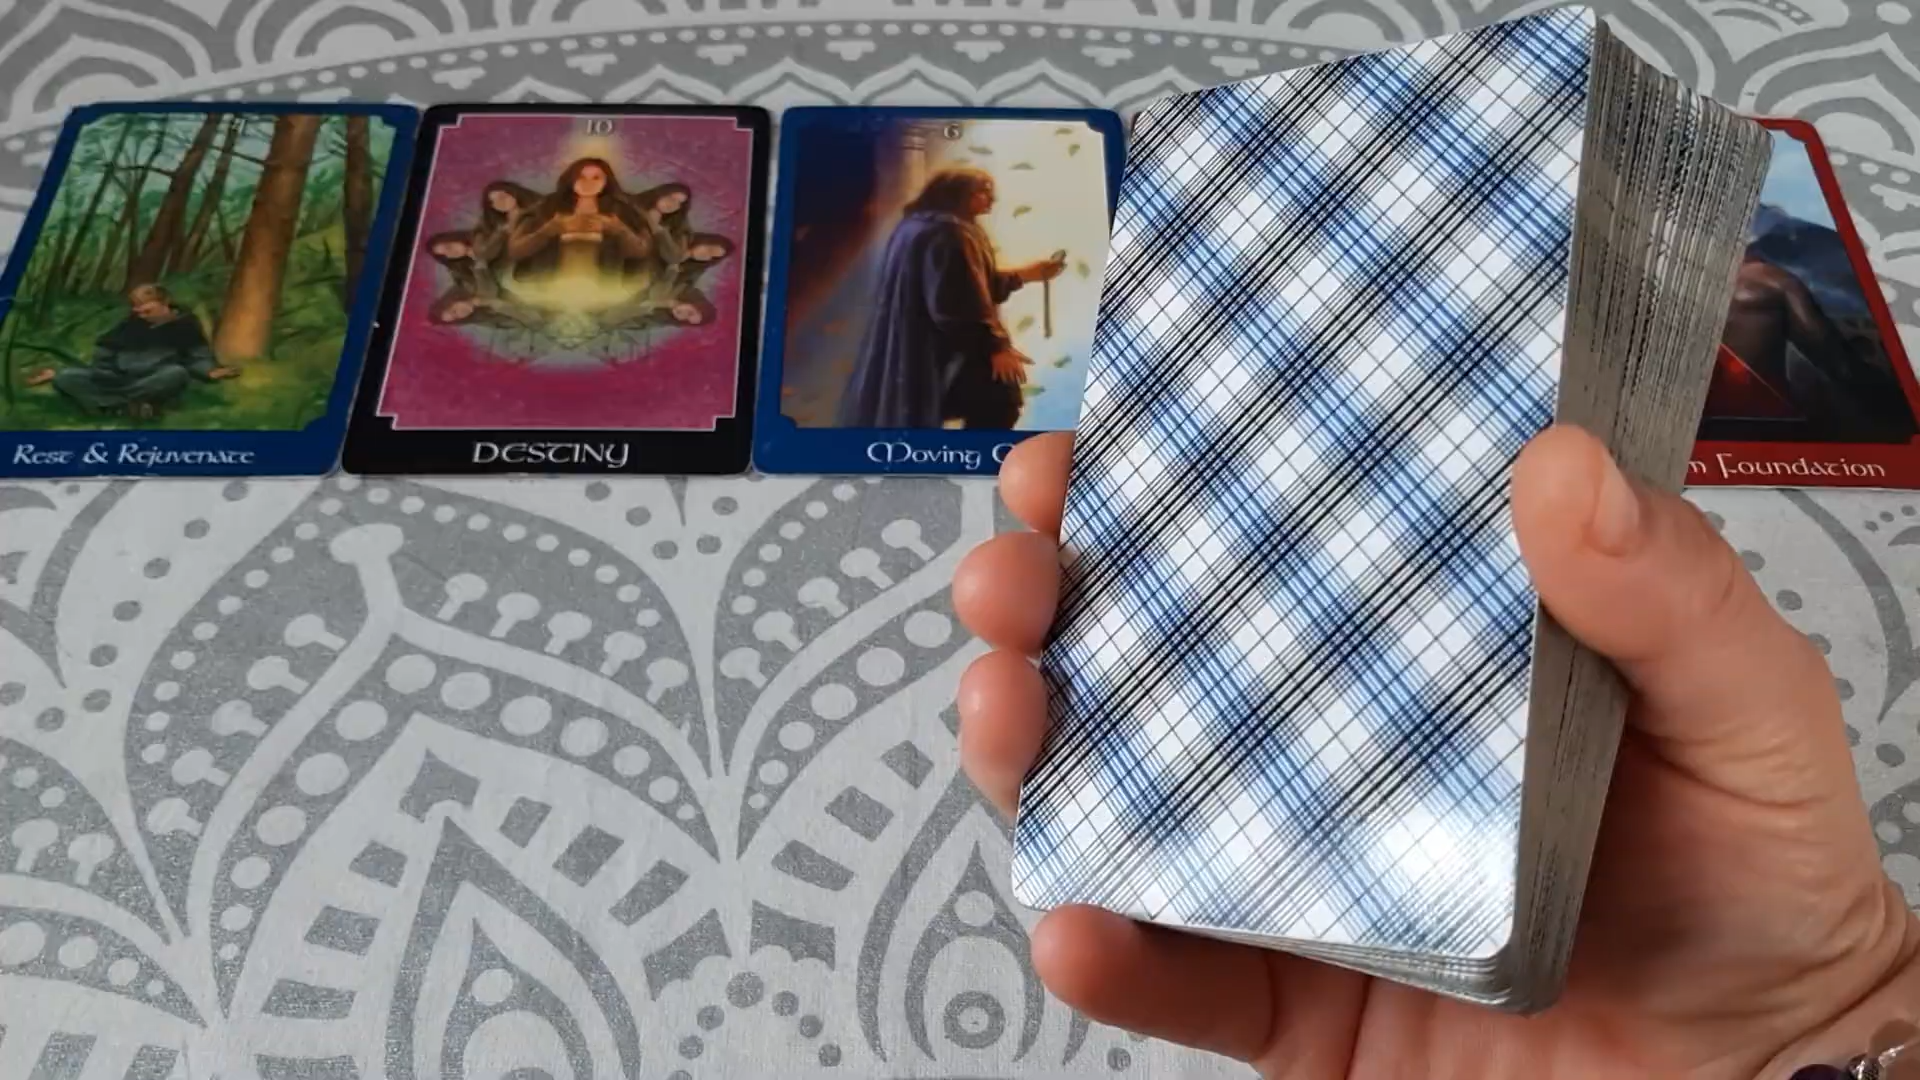 4
10
6
Rest & Rejuvenate
DESTINY
Moving
m Foundation